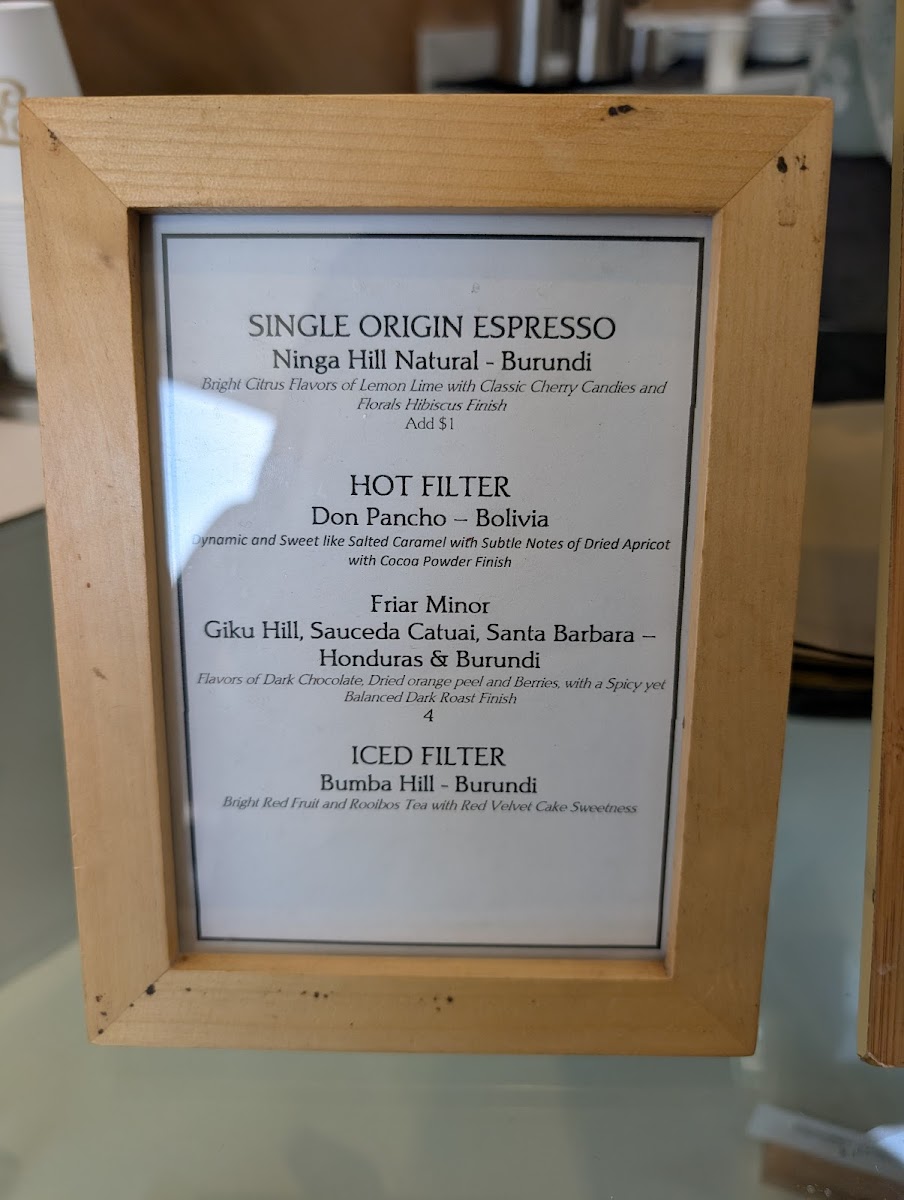 SINGLE ORIGIN ESPRESSO
Ninga Hill Natural - Burundi
Bright Citrus Flavors of Lemon Lime with Classic Cherry Candies and
Florals Hibiscus Finish
Add $1
HOT FILTER
Don Pancho – Bolivia
Dynamic and Sweet like Salted Caramel with Subtle Notes of Dried Apricot
with Cocoa Powder Finish
Friar Minor
Giku Hill, Sauceda Catuai, Santa Barbara –
Honduras & Burundi
Flavors of Dark Chocolate, Dried orange peel and Berries, with a Spicy yet
Balanced Dark Roast Finish
4
ICED FILTER
Bumba Hill - Burundi
Bright Red Fruit and Rooibos Tea with Red Velvet Cake Sweetness